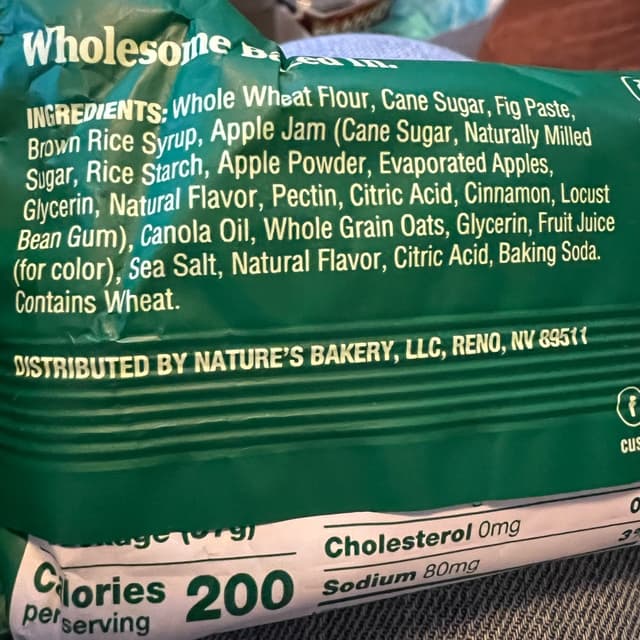 Wholesome Baked In.
INGREDIENTS: Whole Wheat Flour, Cane Sugar, Fig Paste,
Brown Rice Syrup, Apple Jam (Cane Sugar, Naturally Milled
Sugar, Rice Starch, Apple Powder, Evaporated Apples,
Glycerin, Natural Flavor, Pectin, Citric Acid, Cinnamon, Locust
Bean Gum), Canola Oil, Whole Grain Oats, Glycerin, Fruit Juice
(for color), Sea Salt, Natural Flavor, Citric Acid, Baking Soda.
Contains Wheat.
DISTRIBUTED BY NATURE'S BAKERY, LLC, RENO, NV 89511
Calories
per serving
200
Cholesterol 0mg
Sodium 80mg